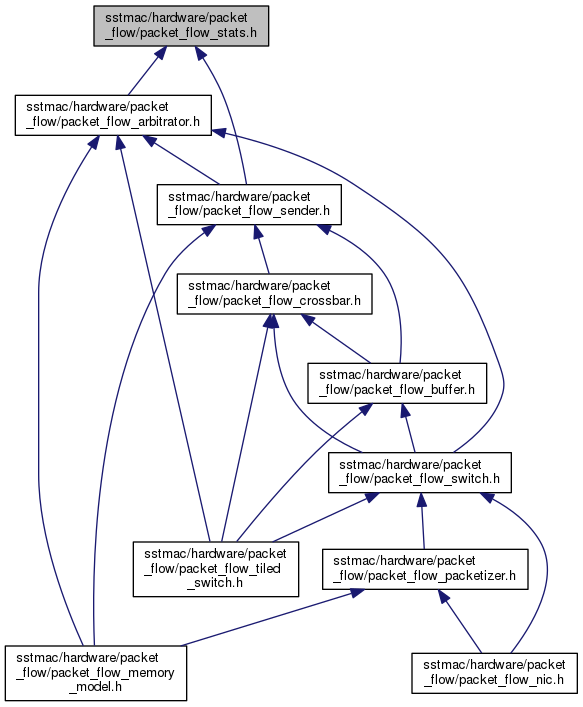 sstmac/hardware/packet
_flow/packet_flow_stats.h
sstmac/hardware/packet
_flow/packet_flow_arbitrator.h
sstmac/hardware/packet
_flow/packet_flow_sender.h
sstmac/hardware/packet
_flow/packet_flow_crossbar.h
sstmac/hardware/packet
_flow/packet_flow_buffer.h
sstmac/hardware/packet
_flow/packet_flow_switch.h
sstmac/hardware/packet
_flow/packet_flow_tiled
_switch.h
sstmac/hardware/packet
_flow/packet_flow_packetizer.h
sstmac/hardware/packet
_flow/packet_flow_memory
_model.h
sstmac/hardware/packet
_flow/packet_flow_nic.h